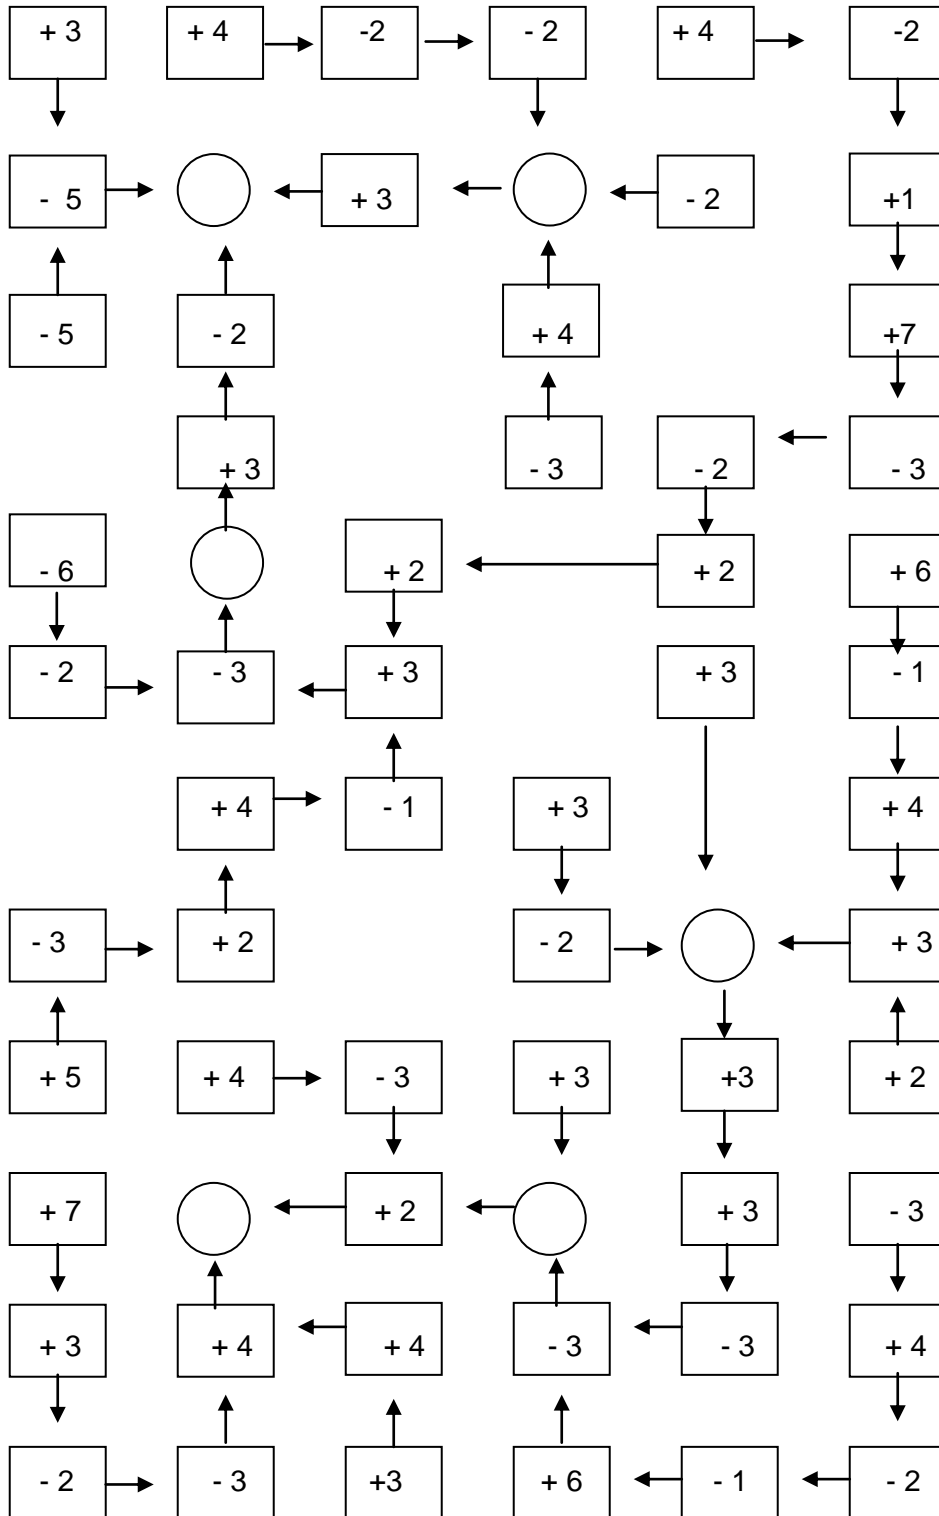 + 3 + 4 -2 - 2 + 4 -2
- 5 + 3 - 2 +1
- 5 - 2 + 4 +7
+ 3 - 3 - 2 - 3
- 6 + 2 + 2 + 6
- 2 - 3 + 3 + 3 - 1
+ 4 - 1 + 3 + 4
- 3 + 2 - 2 + 3
+ 5 + 4 - 3 + 3 +3 + 2
+ 7 + 2 + 3 - 3
+ 3 + 4 + 4 - 3 - 3 + 4
- 2 - 3 +3 + 6 - 1 - 2